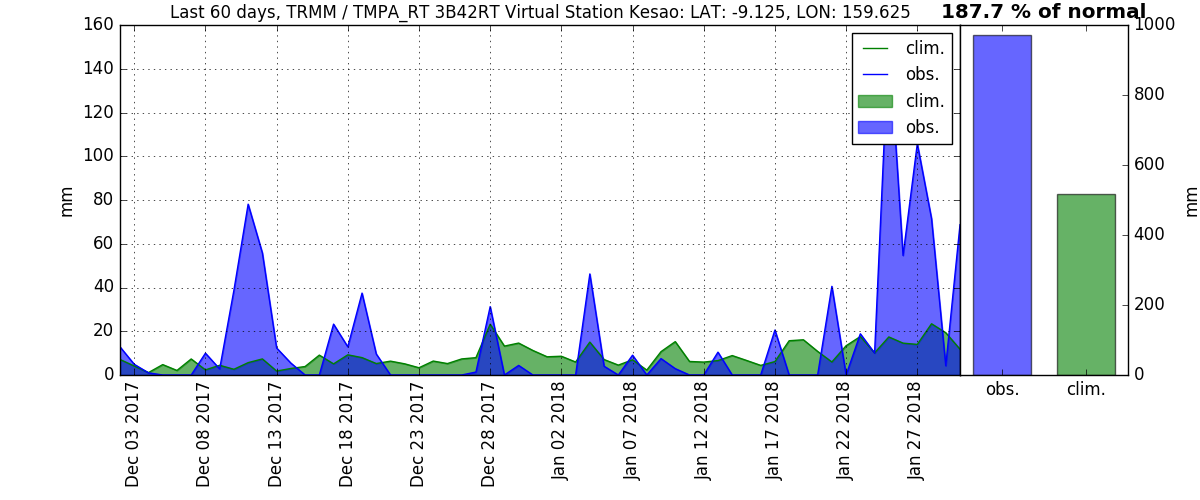 Last 60 days, TRMM / TMPA_RT 3B42RT Virtual Station Kesao: LAT: -9.125, LON: 159.625
187.7 % of normal
160
140
120
100
80
60
40
20
0
mm
clim.
obs.
clim.
obs.
1000
800
600
400
200
0
mm
obs.
clim.
Dec 03 2017
Dec 08 2017
Dec 13 2017
Dec 18 2017
Dec 23 2017
Dec 28 2017
Jan 02 2018
Jan 07 2018
Jan 12 2018
Jan 17 2018
Jan 22 2018
Jan 27 2018